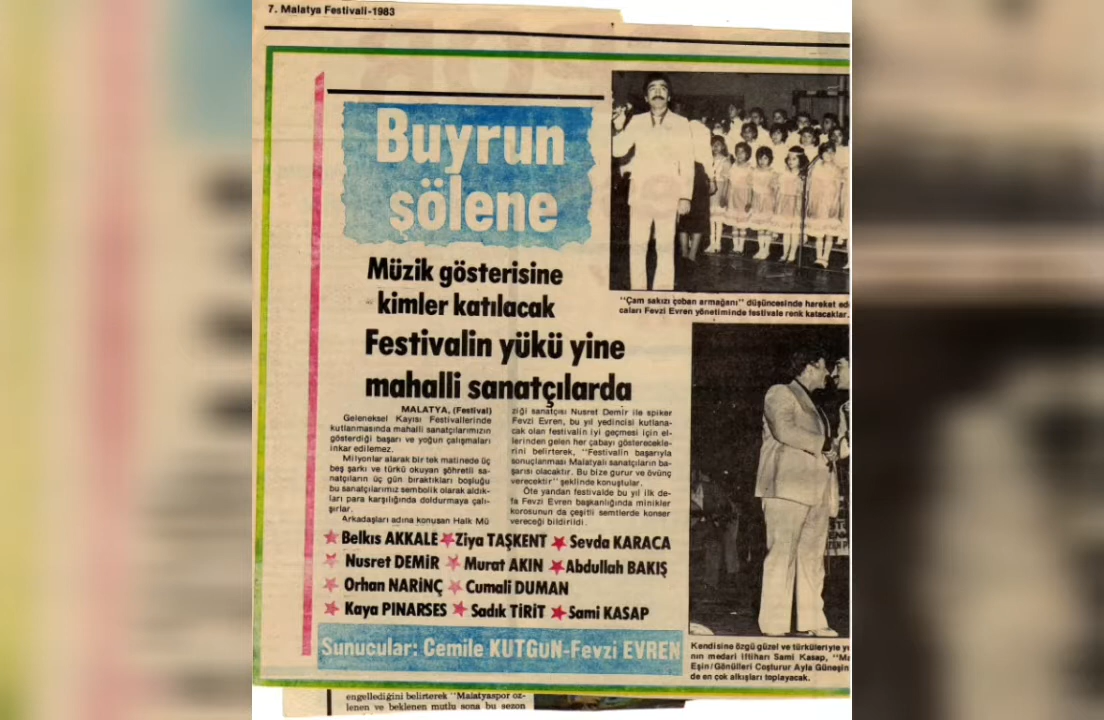 7. Malatya Festivali-1983
Buyrun
şölene
Müzik gösterisine
kimler katılacak
Festivalin yükü yine
mahalli sanatçılarda
MALATYA, (Festival)
Geleneksel Kayısı Festivallerinde
kutlanmasında mahalli sanatçılarımızın
gösterdiği başarı ve yoğun çalışmaları
inkar edilemez.
Milyonlar alarak bir tek matinede üç
beş şarkı ve türkü okuyan şöhretli sa-
natçıların üç gün bıraktıkları boşluğu
bu sanatçılarımız sembolik olarak aldık-
ları para karşılığında doldurmaya çalı-
şırlar.
Arkadaşları adına konuşan Halk Mü
ziği sanatçısı Nusret Demir ile spiker
Fevzi Evren, bu yıl yedincisi kutlana-
cak olan festivalin iyi geçmesi için el-
lerinden gelen her çabayı gösterecekle-
rini belirterek, "Festivalin başarıyla
sonuçlanması Malatyalı sanatçıların ba-
şarısı olacaktır. Bu bize gurur ve övünç
verecektir" şeklinde konuştular.
Öte yandan festivalde bu yıl ilk de-
fa Fevzi Evren başkanlığında minikler
korosunun da çeşitli semtlerde konser
vereceği bildirildi.
Belkıs AKKALE Ziya TAŞKENT Sevda KARACA
Nusret DEMİR Murat AKIN Abdullah BAKIŞ
Orhan NARİNÇ Cumali DUMAN
Kaya PINARSES Sadık TİRİT Sami KASAP
Sunucular: Cemile KUTGUN-Fevzi EVREN
"Çam sakızı çoban armağanı" düşüncesinde hareket ede
caları Fevzi Evren yönetiminde festivale renk katacaklar.
Kendisine özgü güzel ve türküleriyle y
nın medarı iftiharı Sami Kasap, "Ma
Eşin/Gönülleri Coşturur Ayla Güneşin
de en çok alkışları toplayacak.
engellediğini belirterek "Malatyaspor öz-
lenen ve beklenen mutlu sona bu sezon